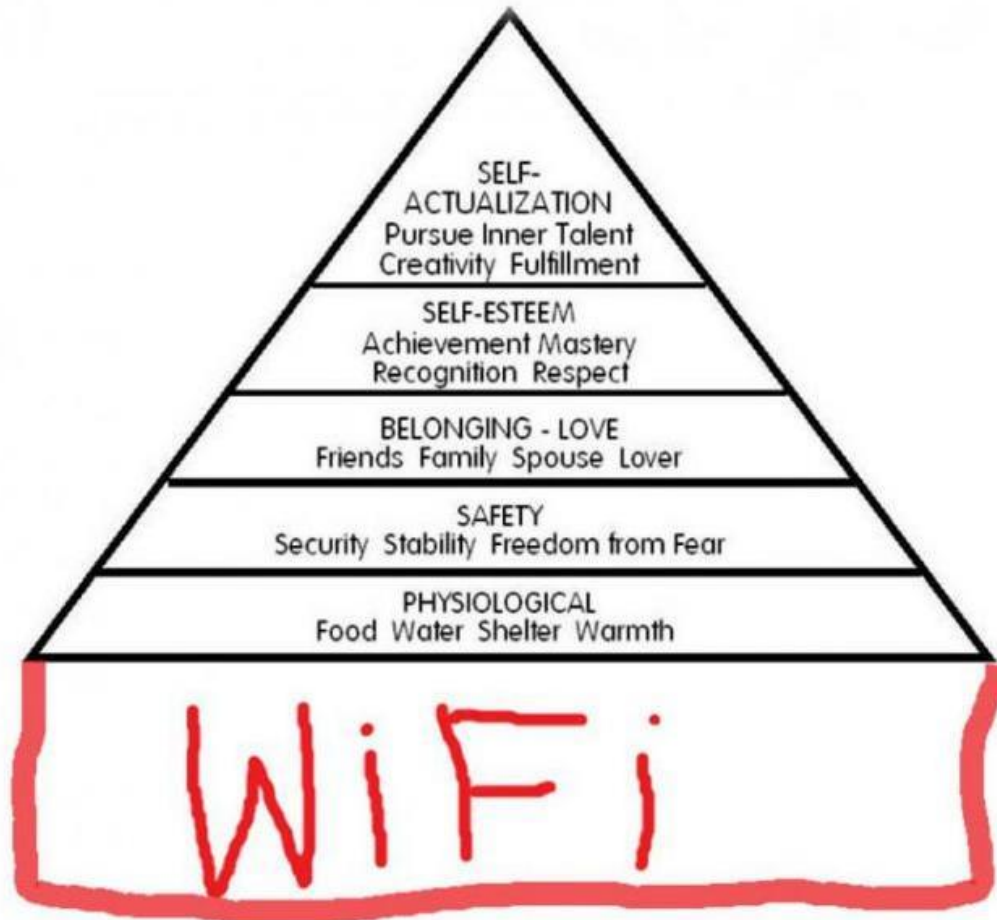 SELF-
ACTUALIZATION
Pursue Inner Talent
Creativity Fulfillment
SELF-ESTEEM
Achievement Mastery
Recognition Respect
BELONGING - LOVE
Friends Family Spouse Lover
SAFETY
Security Stability Freedom from Fear
PHYSIOLOGICAL
Food Water Shelter Warmth
WiFi